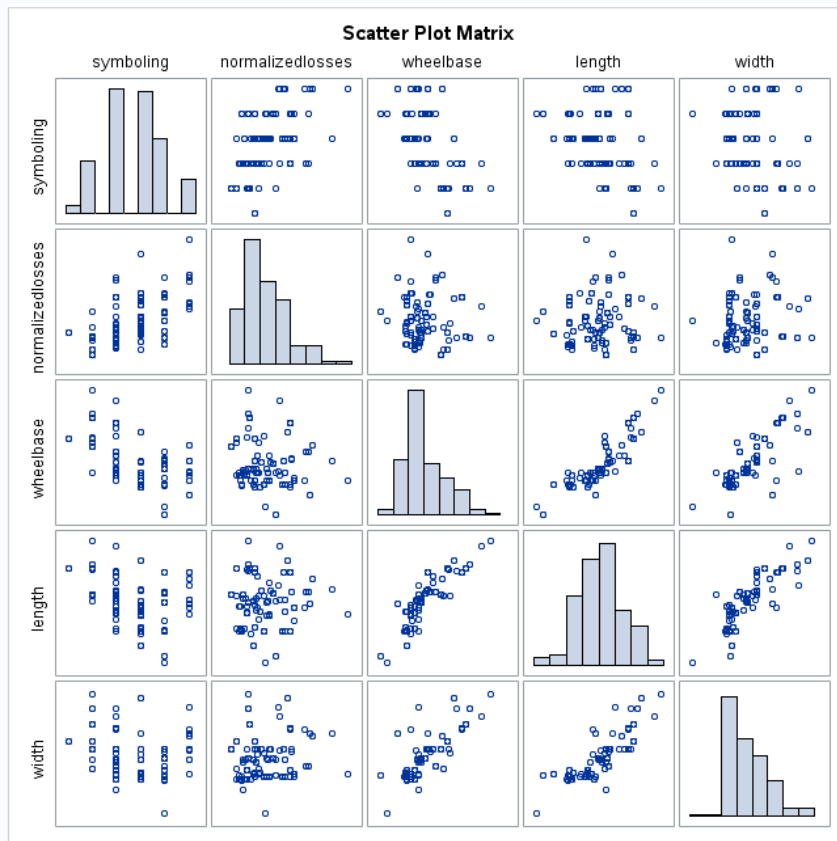 Scatter Plot Matrix
symboling normalizedlosses wheelbase length width
symboling
normalizedlosses
wheelbase
length
width